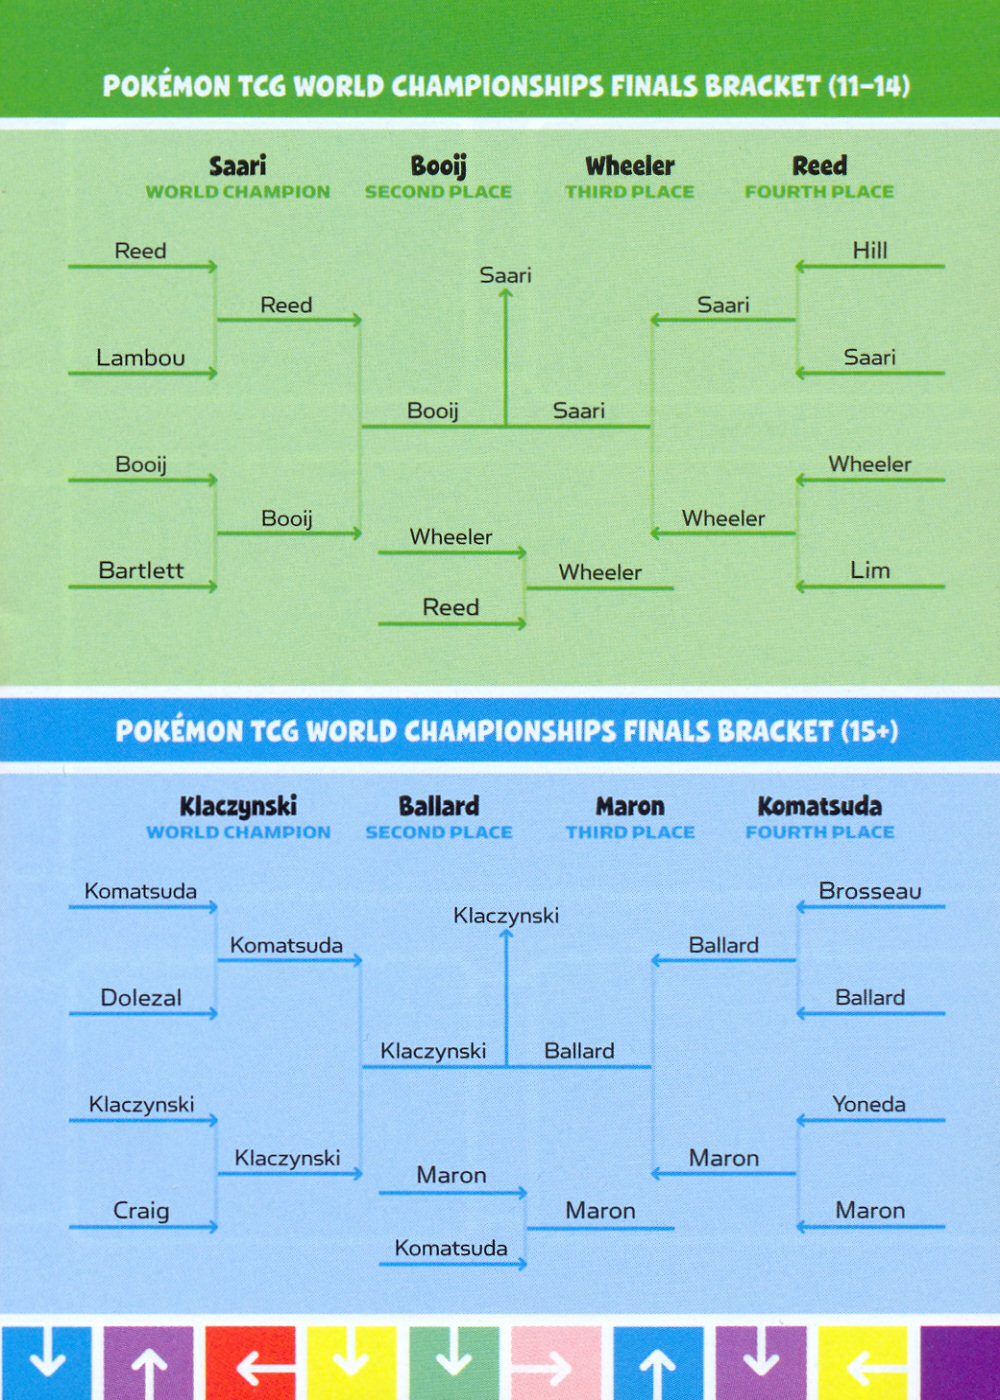 POKÉMON TCG WORLD CHAMPIONSHIPS FINALS BRACKET (11–14)
Saari Booij Wheeler Reed
WORLD CHAMPION SECOND PLACE THIRD PLACE FOURTH PLACE
Reed Hill
Saari
Reed Saari
Lambou Saari
Booij Saari
Booij Wheeler
Booij Wheeler
Wheeler
Bartlett Wheeler Lim
Reed
POKÉMON TCG WORLD CHAMPIONSHIPS FINALS BRACKET (15+)
Klaczynski Ballard Maron Komatsuda
WORLD CHAMPION SECOND PLACE THIRD PLACE FOURTH PLACE
Komatsuda Brosseau
Klaczynski
Komatsuda Ballard
Dolezal Ballard
Klaczynski Ballard
Klaczynski Yoneda
Klaczynski Maron
Maron
Craig Maron Maron
Komatsuda